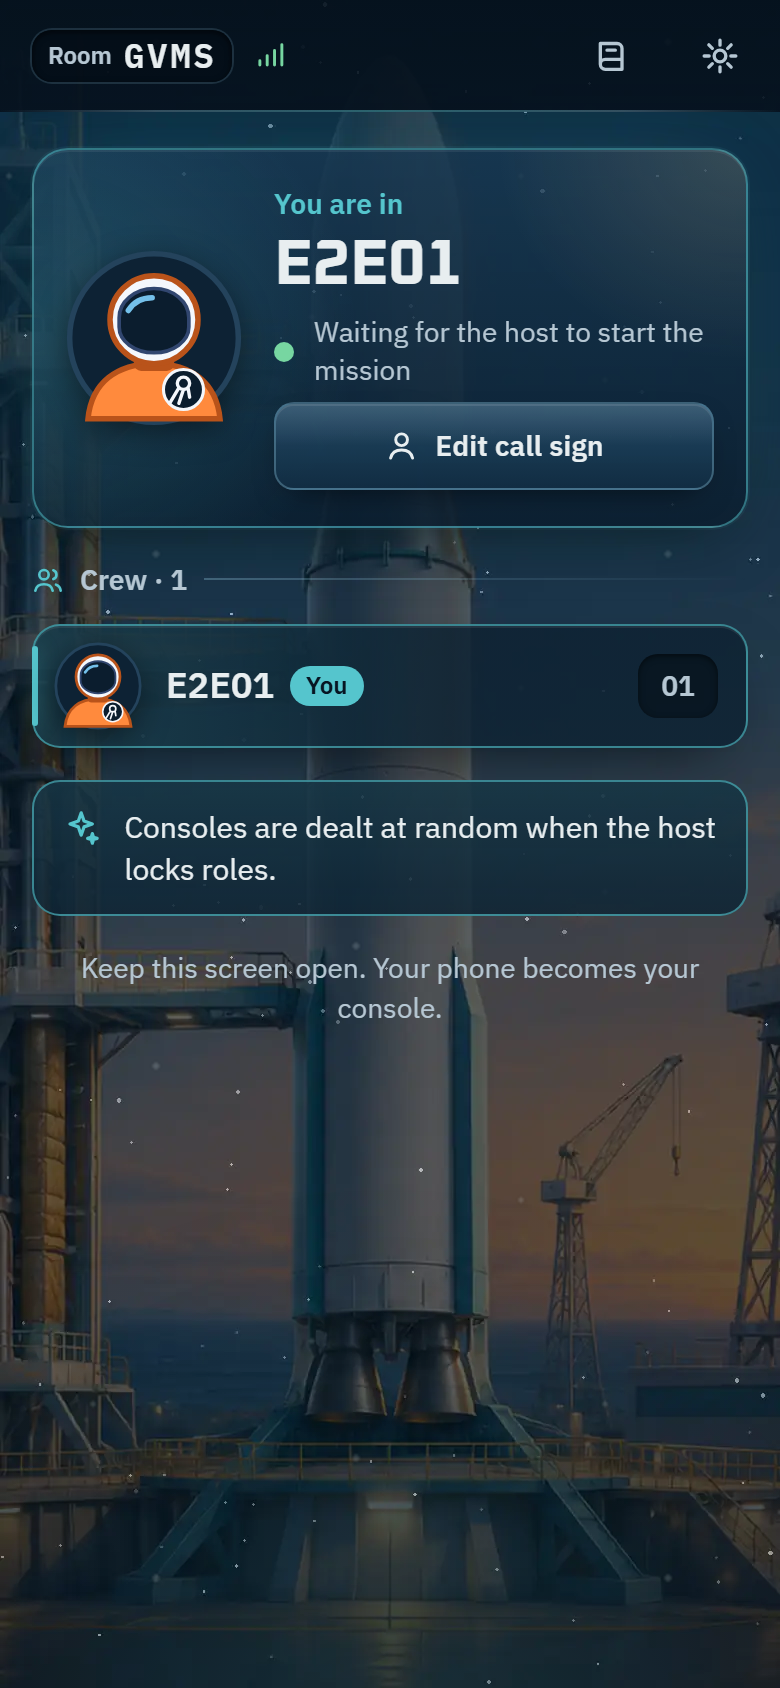 Room GVMS
You are in
E2E01
Waiting for the host to start the
mission
Edit call sign
Crew · 1
E2E01 You 01
Consoles are dealt at random when the host
locks roles.
Keep this screen open. Your phone becomes your
console.